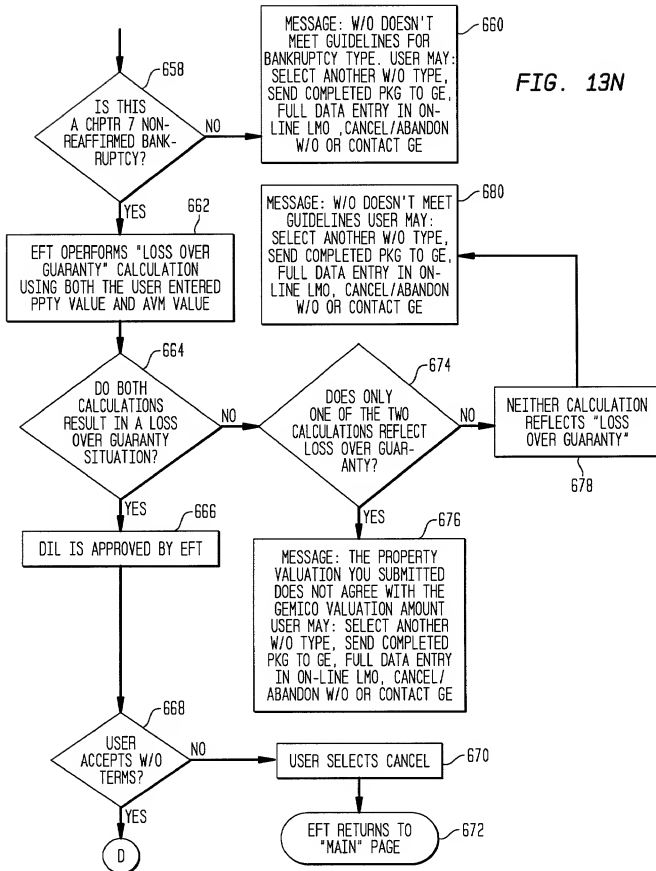 660
MESSAGE: W/O DOESN'T
MEET GUIDELINES FOR
BANKRUPTCY TYPE. USER MAY:
SELECT ANOTHER W/O TYPE,
SEND COMPLETED PKG TO GE,
FULL DATA ENTRY IN ON-
LINE LMO ,CANCEL/ABANDON
W/O OR CONTACT GE
FIG. 13N
658
IS THIS
A CHPTR 7 NON-
REAFFIRMED BANK-
RUPTCY?
NO
YES
662
EFT OPERFORMS "LOSS OVER
GUARANTY" CALCULATION
USING BOTH THE USER ENTERED
PPTY VALUE AND AVM VALUE
680
MESSAGE: W/O DOESN'T MEET
GUIDELINES USER MAY:
SELECT ANOTHER W/O TYPE,
SEND COMPLETED PKG TO GE,
FULL DATA ENTRY IN ON-
LINE LMO, CANCEL/ABANDON
W/O OR CONTACT GE
664
DO BOTH
CALCULATIONS
RESULT IN A LOSS
OVER GUARANTY
SITUATION?
NO
YES
674
DOES ONLY
ONE OF THE TWO
CALCULATIONS REFLECT
LOSS OVER GUAR-
ANTY?
NO
YES
NEITHER CALCULATION
REFLECTS "LOSS
OVER GUARANTY"
678
666
DIL IS APPROVED BY EFT
676
MESSAGE: THE PROPERTY
VALUATION YOU SUBMITTED
DOES NOT AGREE WITH THE
GEMICO VALUATION AMOUNT
USER MAY: SELECT ANOTHER
W/O TYPE, SEND COMPLETED
PKG TO GE, FULL DATA ENTRY
IN ON-LINE LMO, CANCEL/
ABANDON W/O OR CONTACT GE
668
USER
ACCEPTS W/O
TERMS?
NO
YES
USER SELECTS CANCEL
670
EFT RETURNS TO
"MAIN" PAGE
672
D